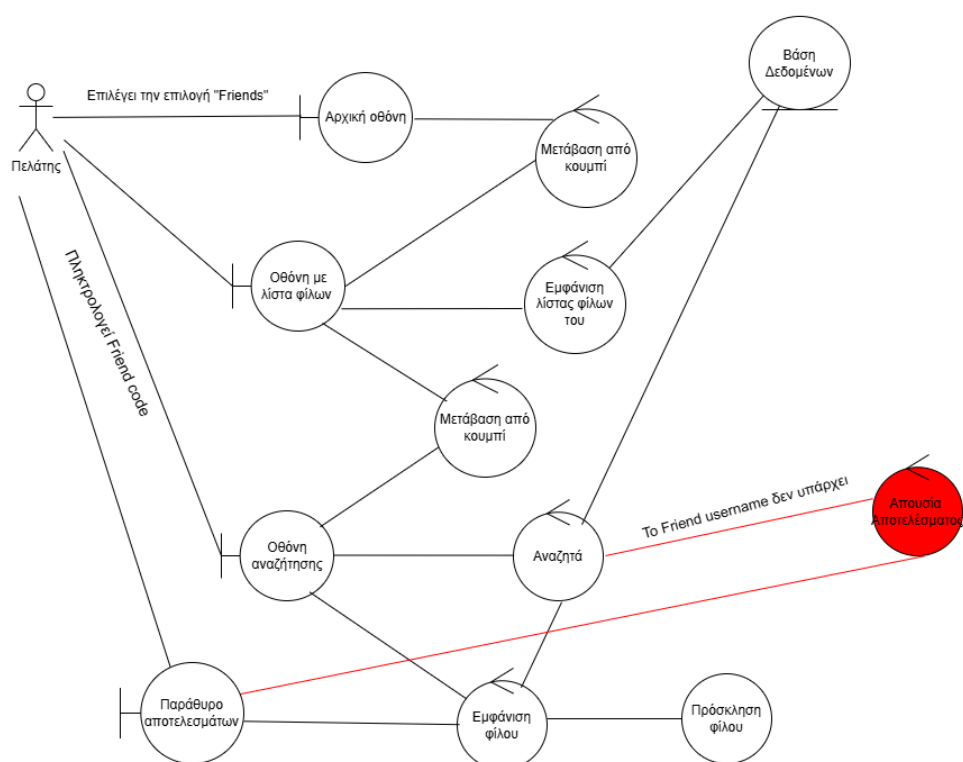 Βάση
Δεδομένων
Επιλέγει την επιλογή "Friends"
Αρχική οθόνη
Μετάβαση από
κουμπί
Πελάτης
Οθόνη με
λίστα φίλων
Εμφάνιση
λίστας φίλων
του
Πληκτρολογεί Friend code
Μετάβαση από
κουμπί
Το Friend username δεν υπάρχει
Απουσία
Αποτελέσματος
Οθόνη
αναζήτησης
Αναζητά
Παράθυρο
αποτελεσμάτων
Εμφάνιση
φίλου
Πρόσκληση
φίλου